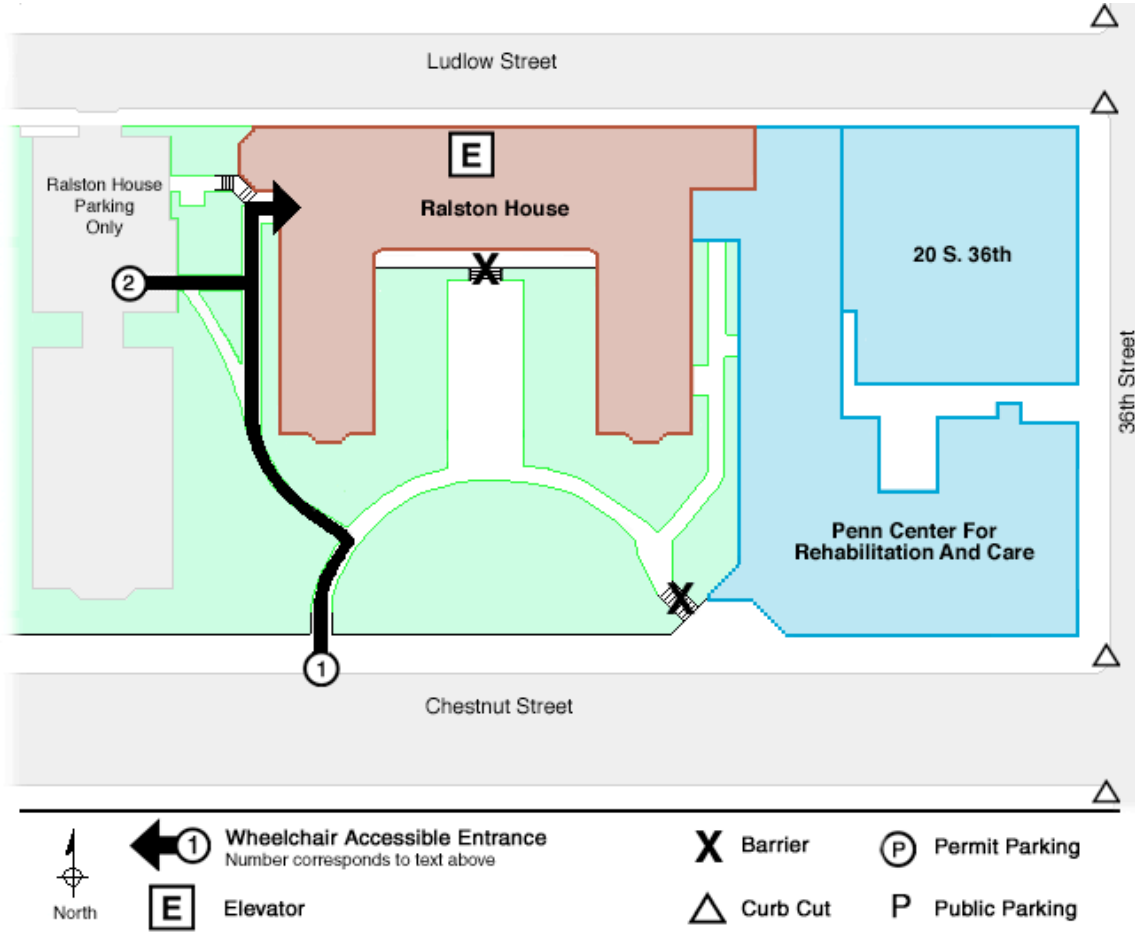 Ludlow Street
Ralston House
Parking
Only
E
Ralston House
20 S. 36th
X
2
36th Street
Penn Center For
Rehabilitation And Care
X
1
Chestnut Street
1 Wheelchair Accessible Entrance
Number corresponds to text above
X Barrier
P Permit Parking
North
E Elevator
Curb Cut
P Public Parking